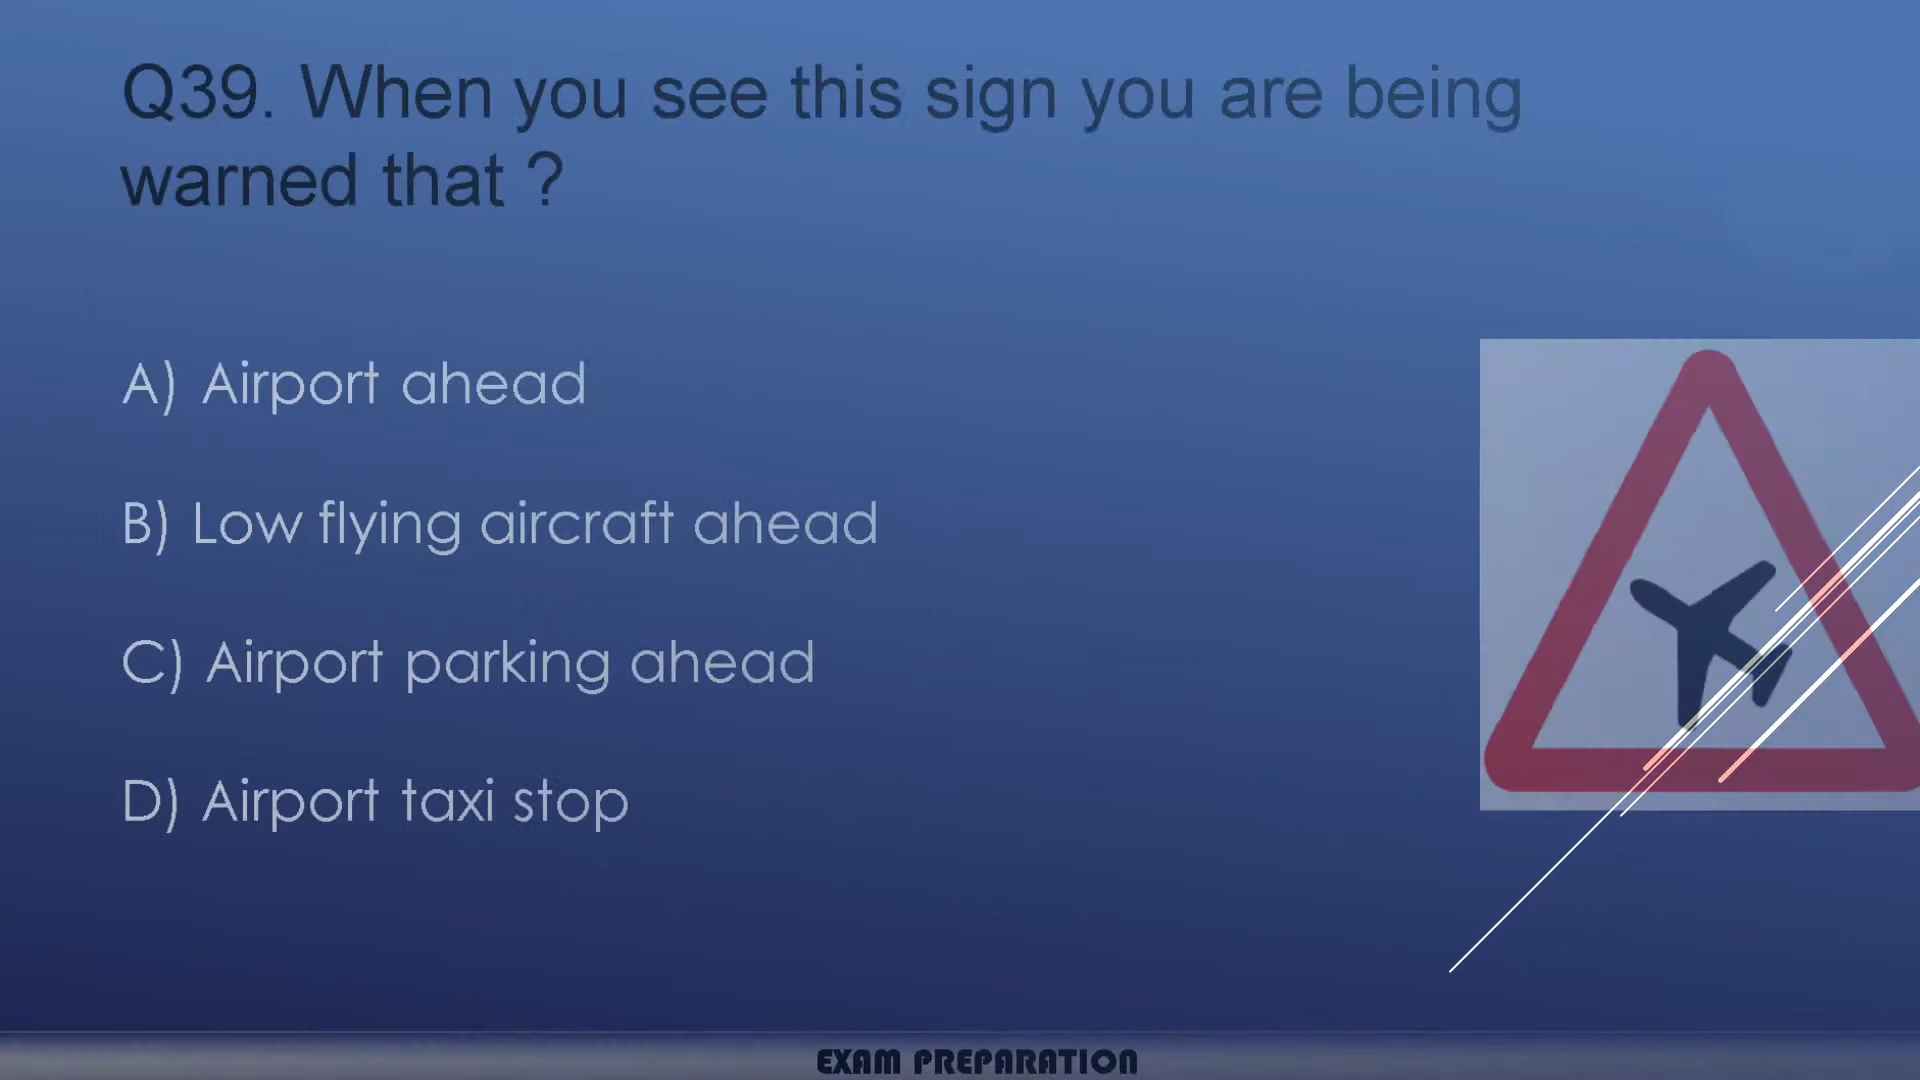 Q39. When you see this sign you are being
warned that ?
A) Airport ahead
B) Low flying aircraft ahead
C) Airport parking ahead
D) Airport taxi stop
EXAM PREPARATION